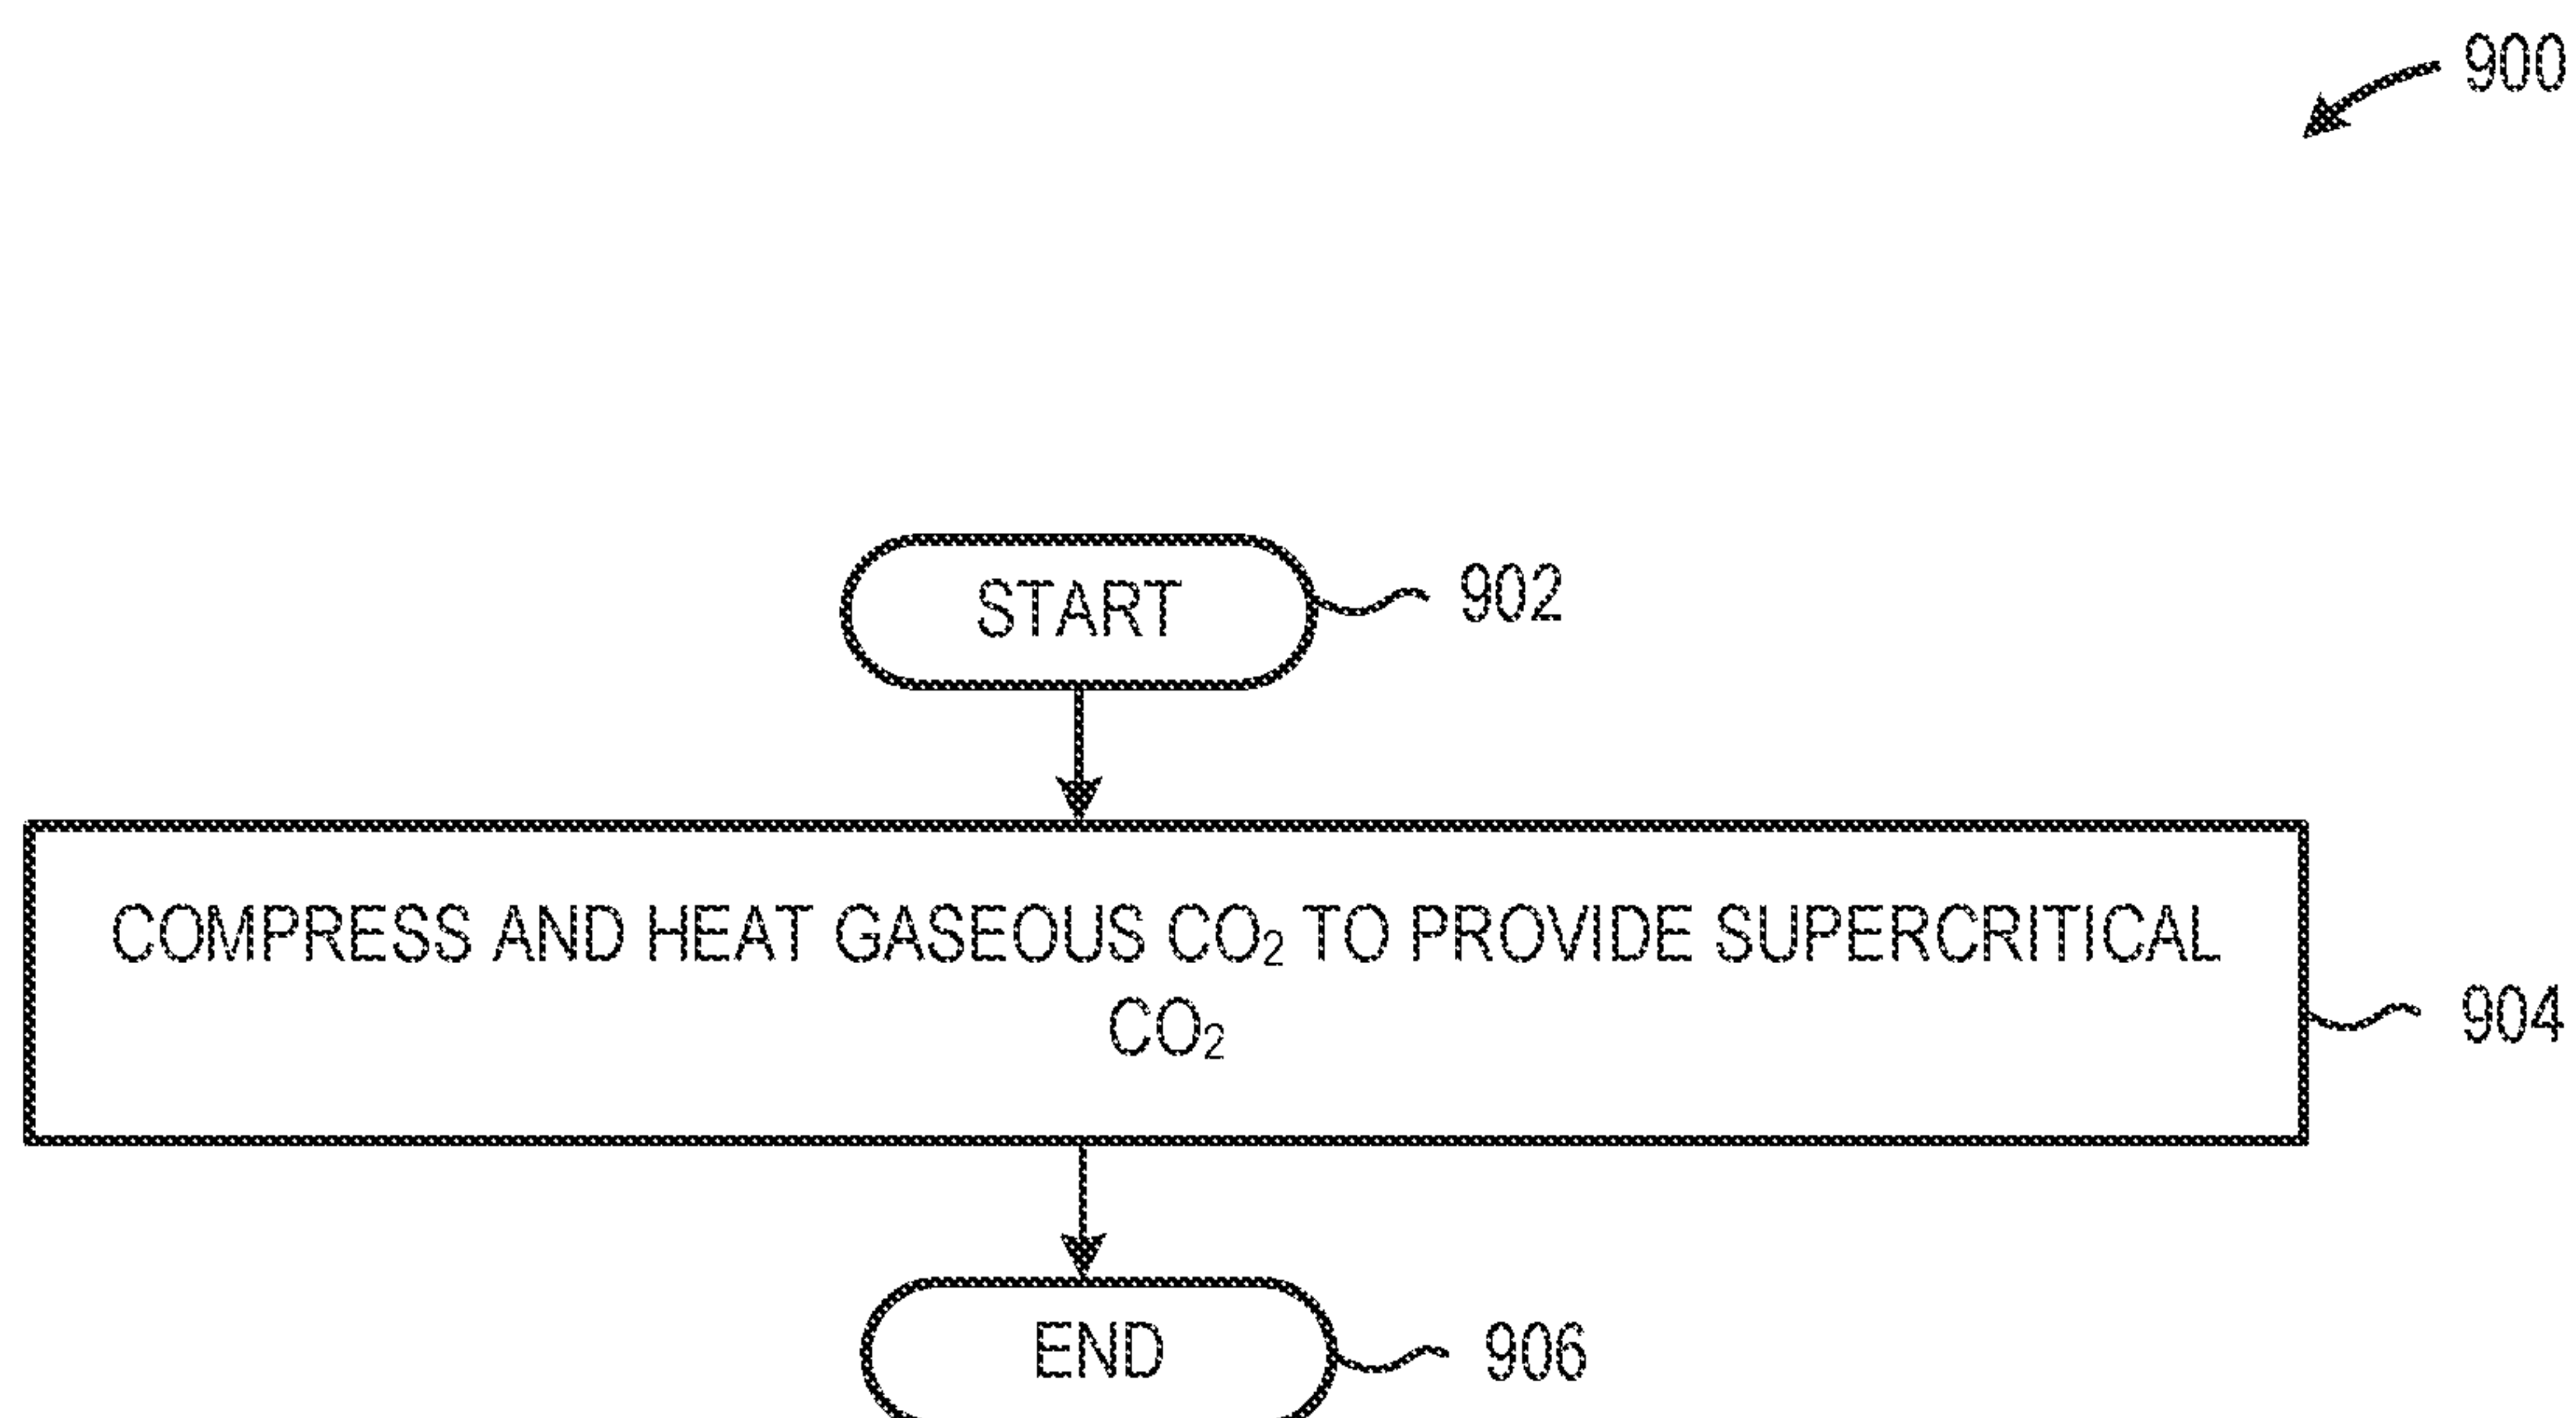 900
START
902
COMPRESS AND HEAT GASEOUS CO₂ TO PROVIDE SUPERCRITICAL
CO₂
904
END
906